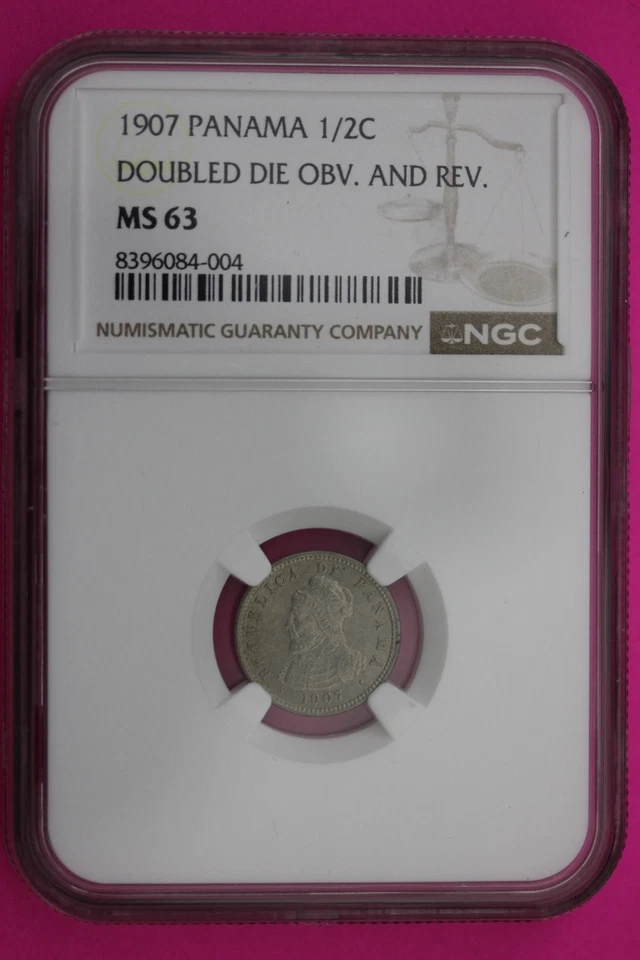 1907 PANAMA 1/2C
DOUBLED DIE OBV. AND REV.
MS 63
8396084-004
NUMISMATIC GUARANTY COMPANY
NGC
DE PANAMA
1907